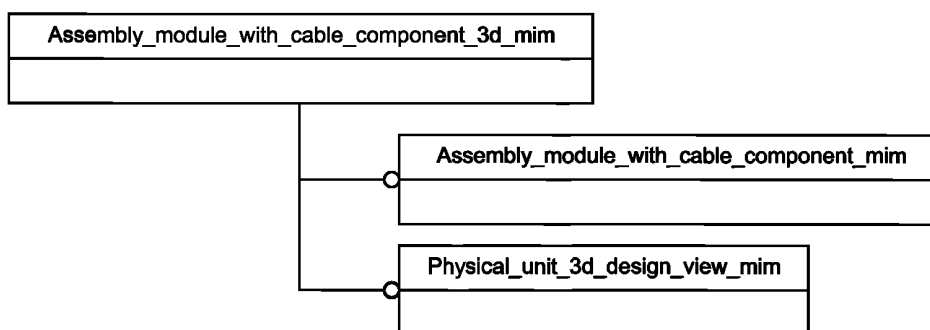 Assembly_module_with_cable_component_3d_mim
Assembly_module_with_cable_component_mim
Physical_unit_3d_design_view_mim